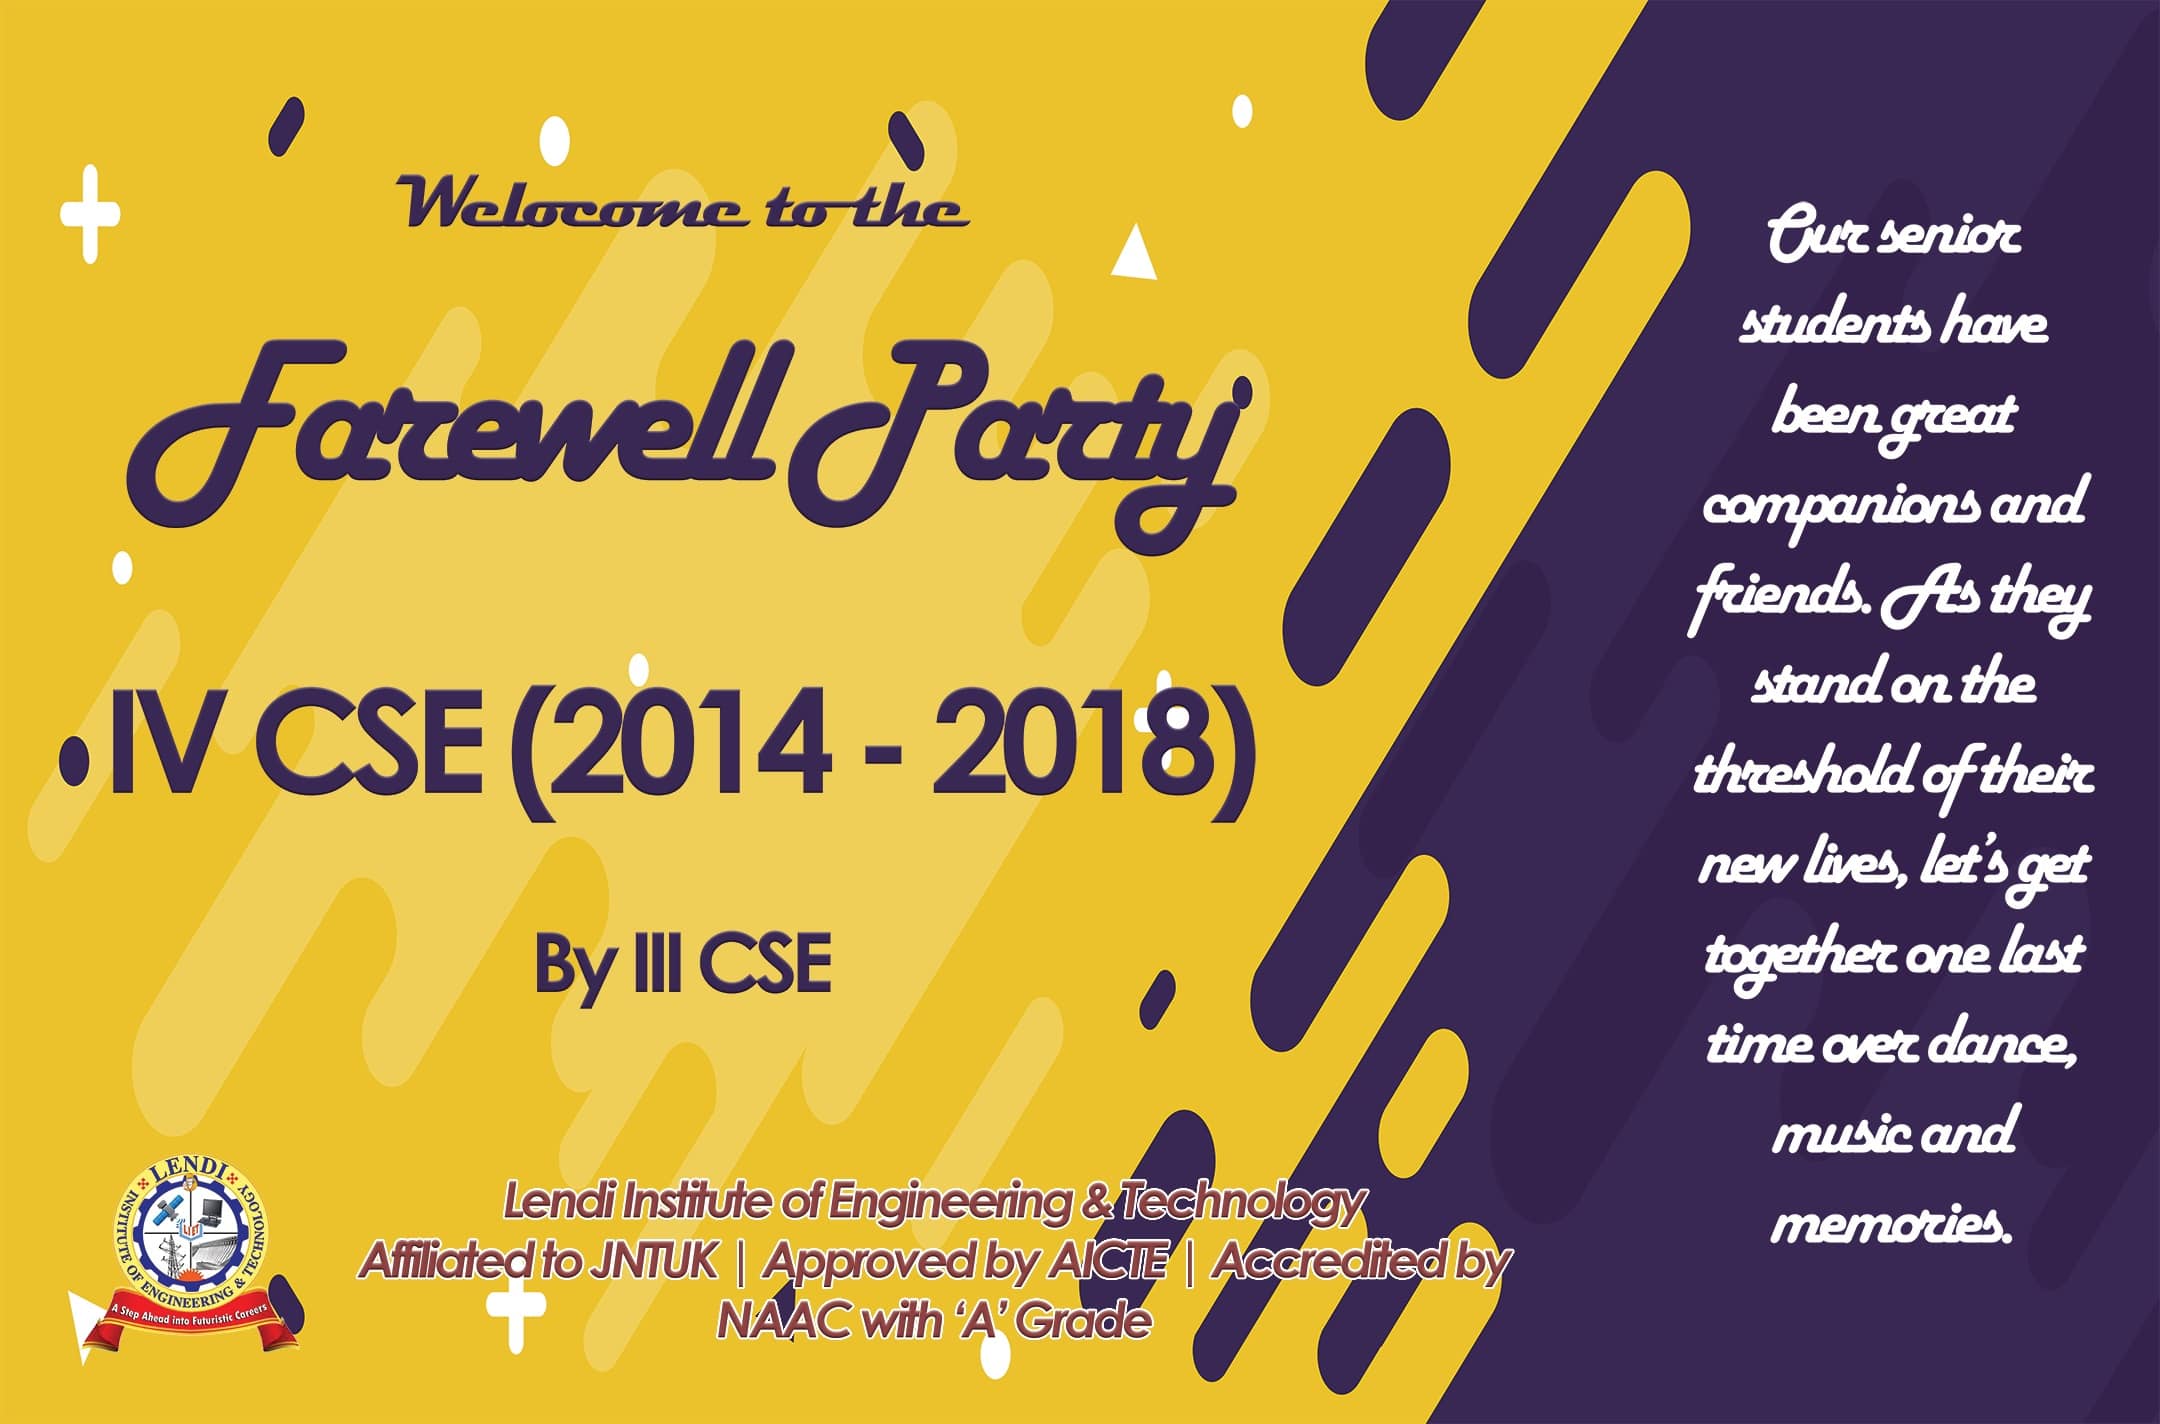 Welocome to the
Farewell Party
IV CSE (2014 - 2018)
By III CSE
Our senior
students have
been great
companions and
friends. As they
stand on the
threshold of their
new lives, let's get
together one last
time over dance,
music and
memories.
LENDI
INSTITUTE OF ENGINEERING & TECHNOLOGY
A Step Ahead into Futuristic Careers
Lendi Institute of Engineering & Technology
Affiliated to JNTUK | Approved by AICTE | Accredited by
NAAC with ‘A’ Grade